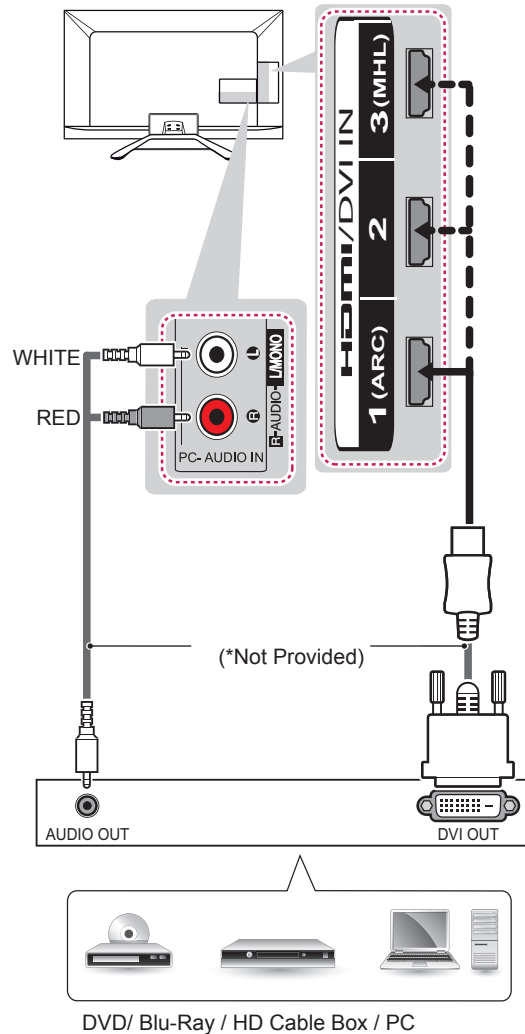 HDMI/DVI IN
3(MHL)
2
1(ARC)
WHITE
RED
L
R
R-AUDIO-L/MONO
PC- AUDIO IN
(*Not Provided)
AUDIO OUT
DVI OUT
DVD/ Blu-Ray / HD Cable Box / PC